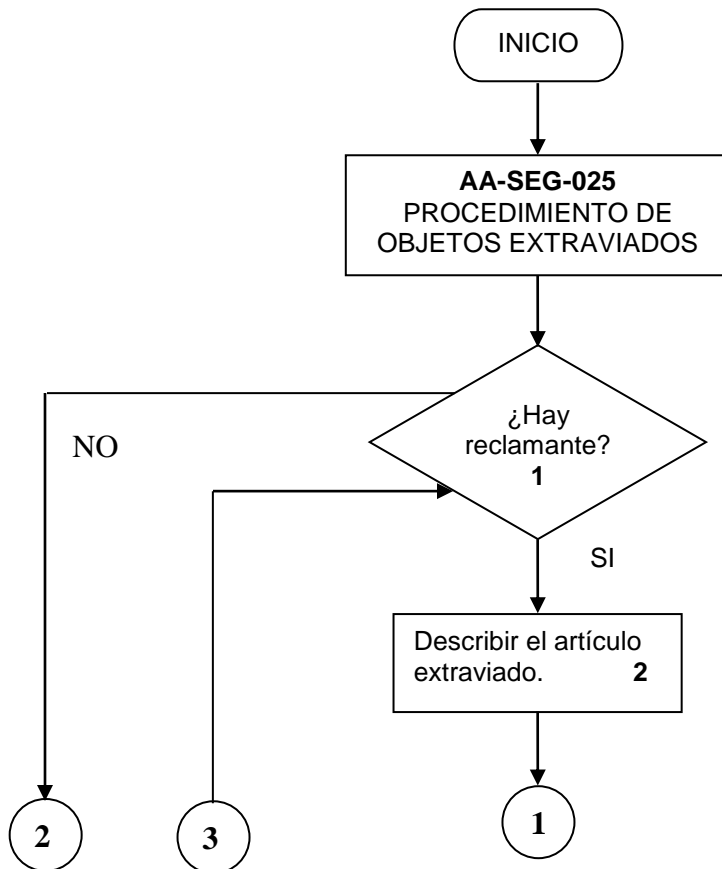 INICIO
AA-SEG-025
PROCEDIMIENTO DE
OBJETOS EXTRAVIADOS
¿Hay
reclamante?
1
NO
SI
Describir el artículo
extraviado. 2
2
3
1